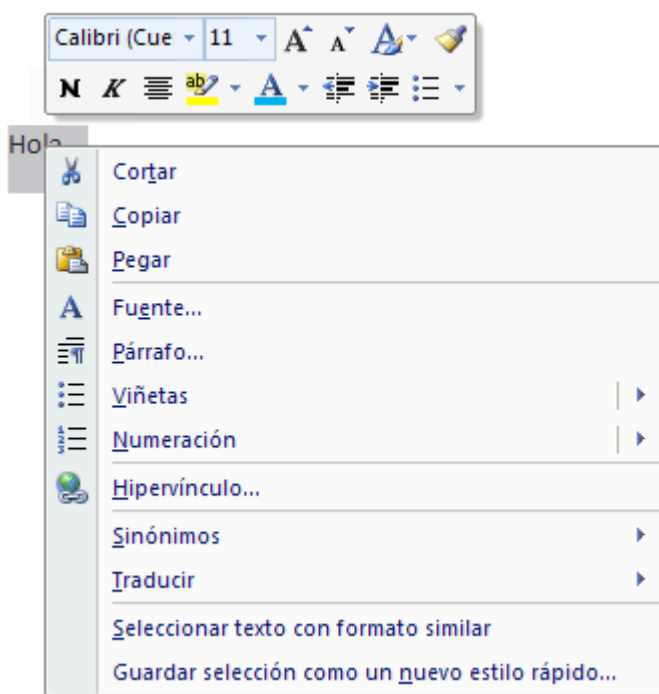 Calibri (Cue 11 A A A
N K ab A
Hola
Cortar
Copiar
Pegar
A Fuente...
Párrafo...
Viñetas
Numeración
Hipervínculo...
Sinónimos
Traducir
Seleccionar texto con formato similar
Guardar selección como un nuevo estilo rápido...